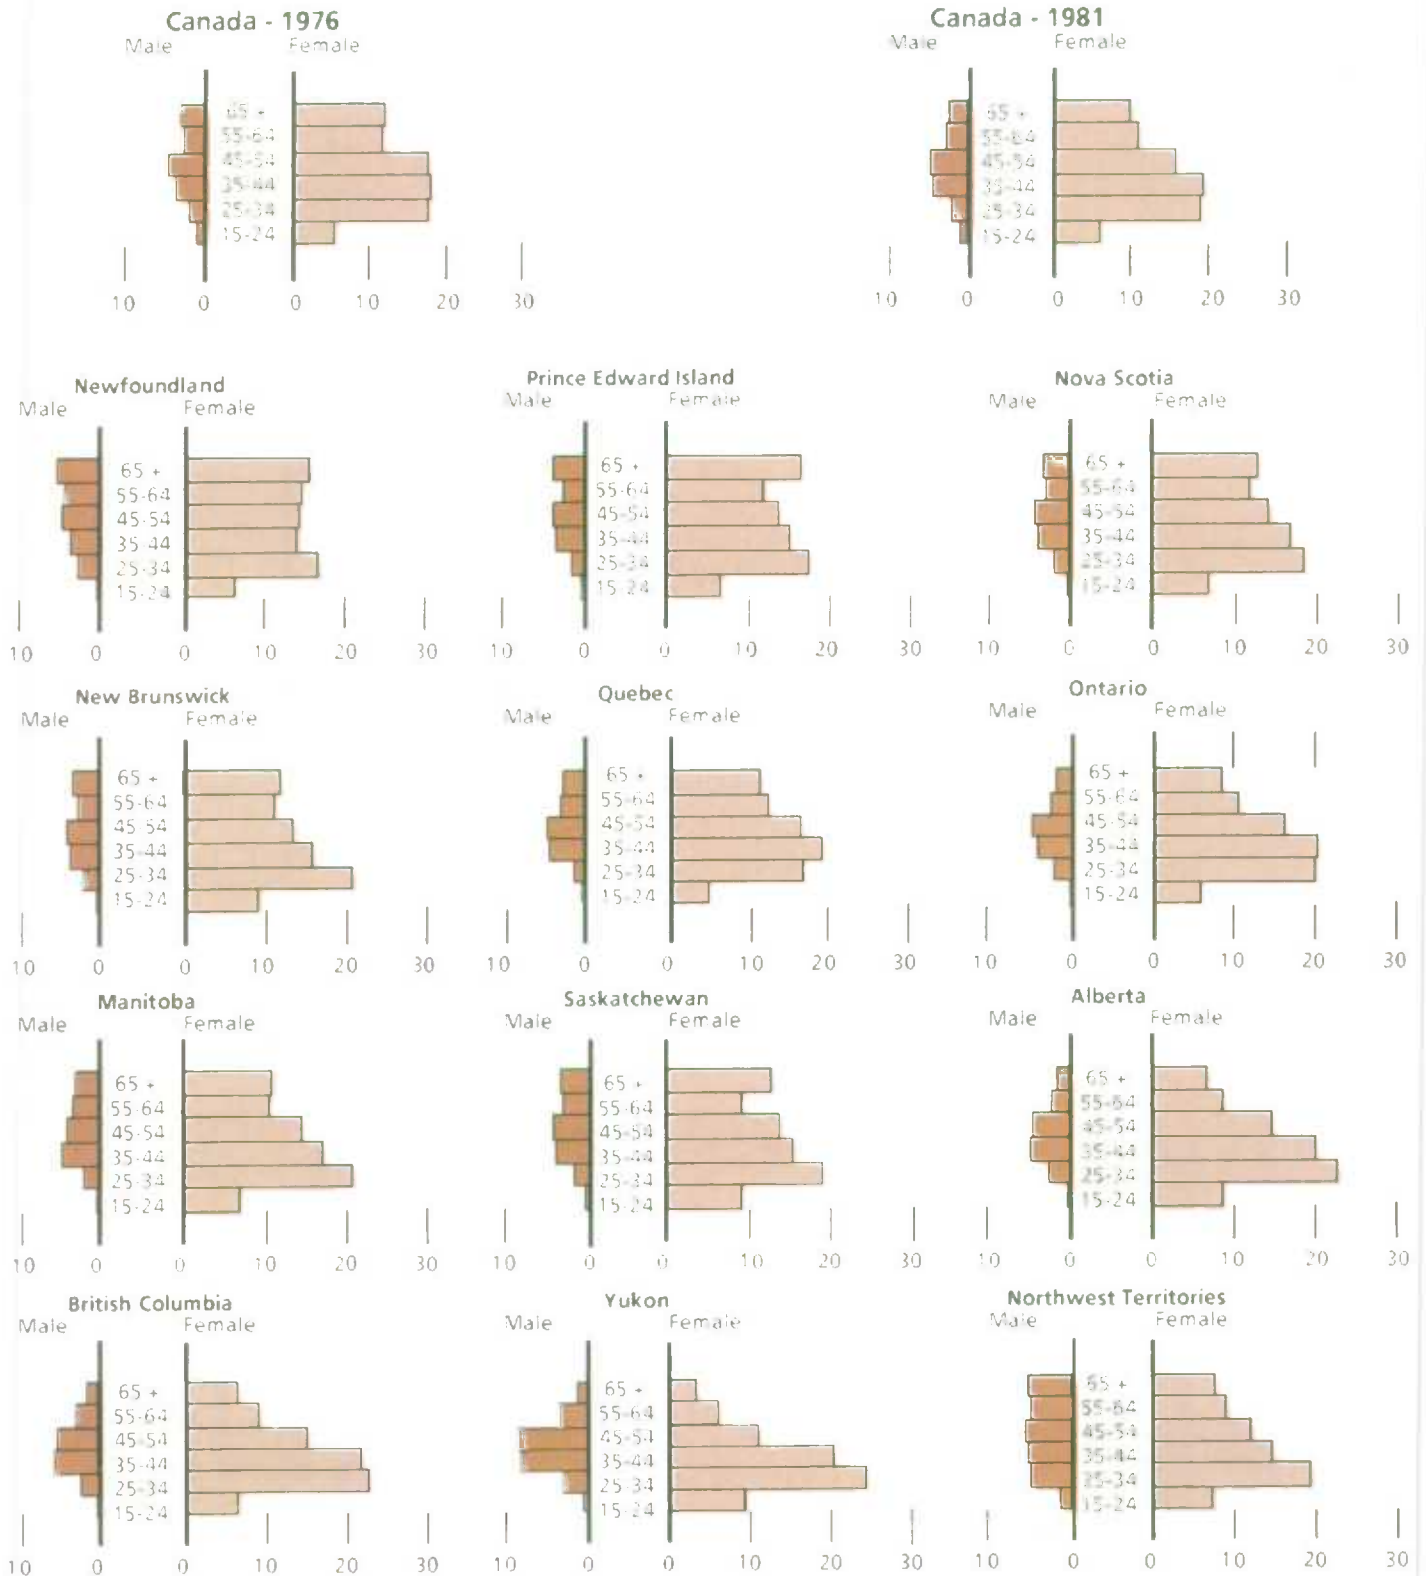 Canada - 1976
Male Female
65 +
55-64
45-54
35-44
25-34
15-24
10 0 0 10 20 30
Canada - 1981
Male Female
65 +
55-64
45-54
35-44
25-34
15-24
10 0 0 10 20 30
Newfoundland
Male Female
65 +
55-64
45-54
35-44
25-34
15-24
10 0 0 10 20 30
Prince Edward Island
Male Female
65 +
55-64
45-54
35-44
25-34
15-24
10 0 0 10 20 30
Nova Scotia
Male Female
65 +
55-64
45-54
35-44
25-34
15-24
10 0 0 10 20 30
New Brunswick
Male Female
65 +
55-64
45-54
35-44
25-34
15-24
10 0 0 10 20 30
Quebec
Male Female
65 +
55-64
45-54
35-44
25-34
15-24
10 0 0 10 20 30
Ontario
Male Female
65 +
55-64
45-54
35-44
25-34
15-24
10 0 0 10 20 30
Manitoba
Male Female
65 +
55-64
45-54
35-44
25-34
15-24
10 0 0 10 20 30
Saskatchewan
Male Female
65 +
55-64
45-54
35-44
25-34
15-24
10 0 0 10 20 30
Alberta
Male Female
65 +
55-64
45-54
35-44
25-34
15-24
10 0 0 10 20 30
British Columbia
Male Female
65 +
55-64
45-54
35-44
25-34
15-24
10 0 0 10 20 30
Yukon
Male Female
65 +
55-64
45-54
35-44
25-34
15-24
10 0 0 10 20 30
Northwest Territories
Male Female
65 +
55-64
45-54
35-44
25-34
15-24
10 0 0 10 20 30